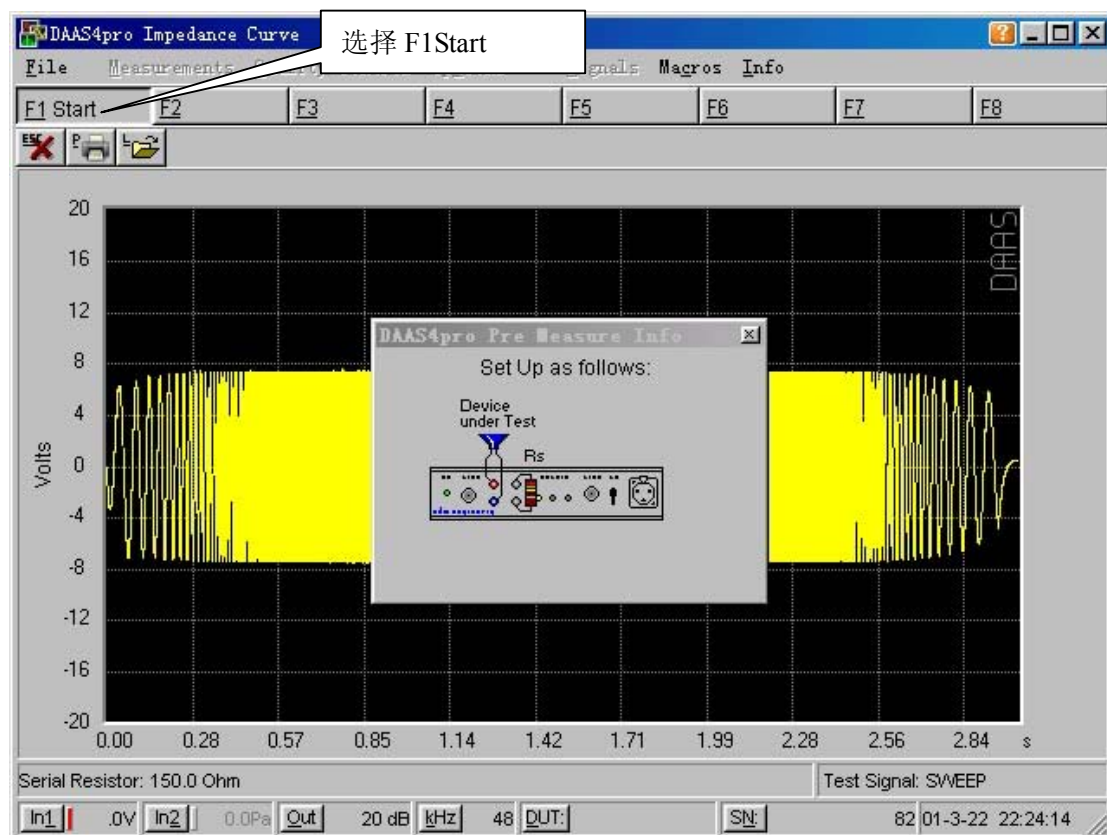 DAAS4pro Impedance Curve
选择 F1Start
File Measurements Macros Info
F1 Start F2 F3 F4 F5 F6 F7 F8
ESC P L
20
16
12
8
4
0
-4
-8
-12
-16
-20
Volts
DAAS
DAAS4pro Pre Measure Info
Set Up as follows:
Device
under Test
Rs
0.00 0.28 0.57 0.85 1.14 1.42 1.71 1.99 2.28 2.56 2.84 s
Serial Resistor: 150.0 Ohm Test Signal: SWEEP
In1 .0V In2 0.0Pa Out 20 dB kHz 48 DUT: SN: 82 01-3-22 22:24:14